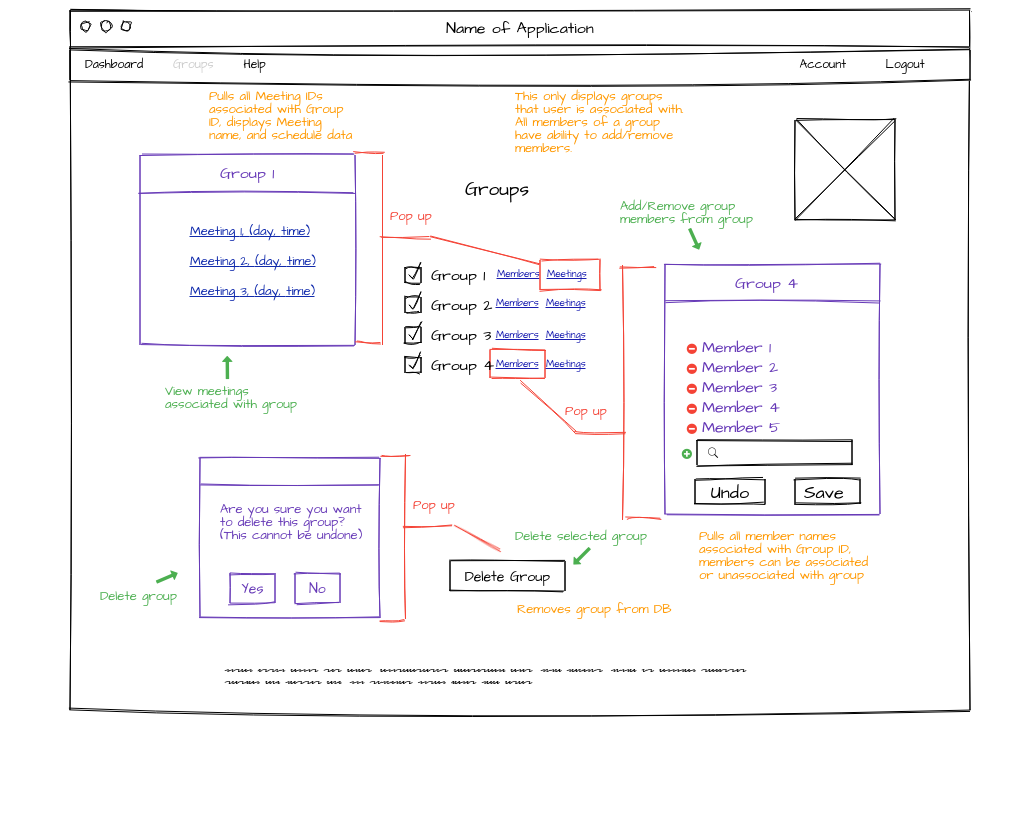 Name of Application
Dashboard
Groups
Help
Account
Logout
Pulls all Meeting IDs
associated with Group
ID, displays Meeting
name, and schedule data
This only displays groups
that user is associated with.
All members of a group
have ability to add/remove
members.
Group 1
Meeting 1, (day, time)
Meeting 2, (day, time)
Meeting 3, (day, time)
View meetings
associated with group
Pop up
Groups
Group 1 Members Meetings
Group 2 Members Meetings
Group 3 Members Meetings
Group 4 Members Meetings
Pop up
Add/Remove group
members from group
Group 4
Member 1
Member 2
Member 3
Member 4
Member 5
Undo
Save
Pulls all member names
associated with Group ID,
members can be associated
or unassociated with group
Are you sure you want
to delete this group?
(This cannot be undone)
Yes
No
Delete group
Pop up
Delete selected group
Delete Group
Removes group from DB